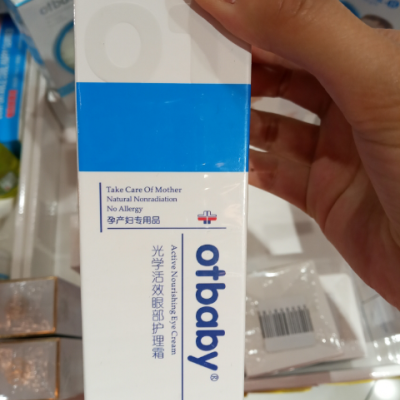 Take Care Of Mother
Natural Nonradiation
No Allergy
孕产妇专用品
otbaby®
Active Nourishing Eye Cream
光学活效眼部护理霜